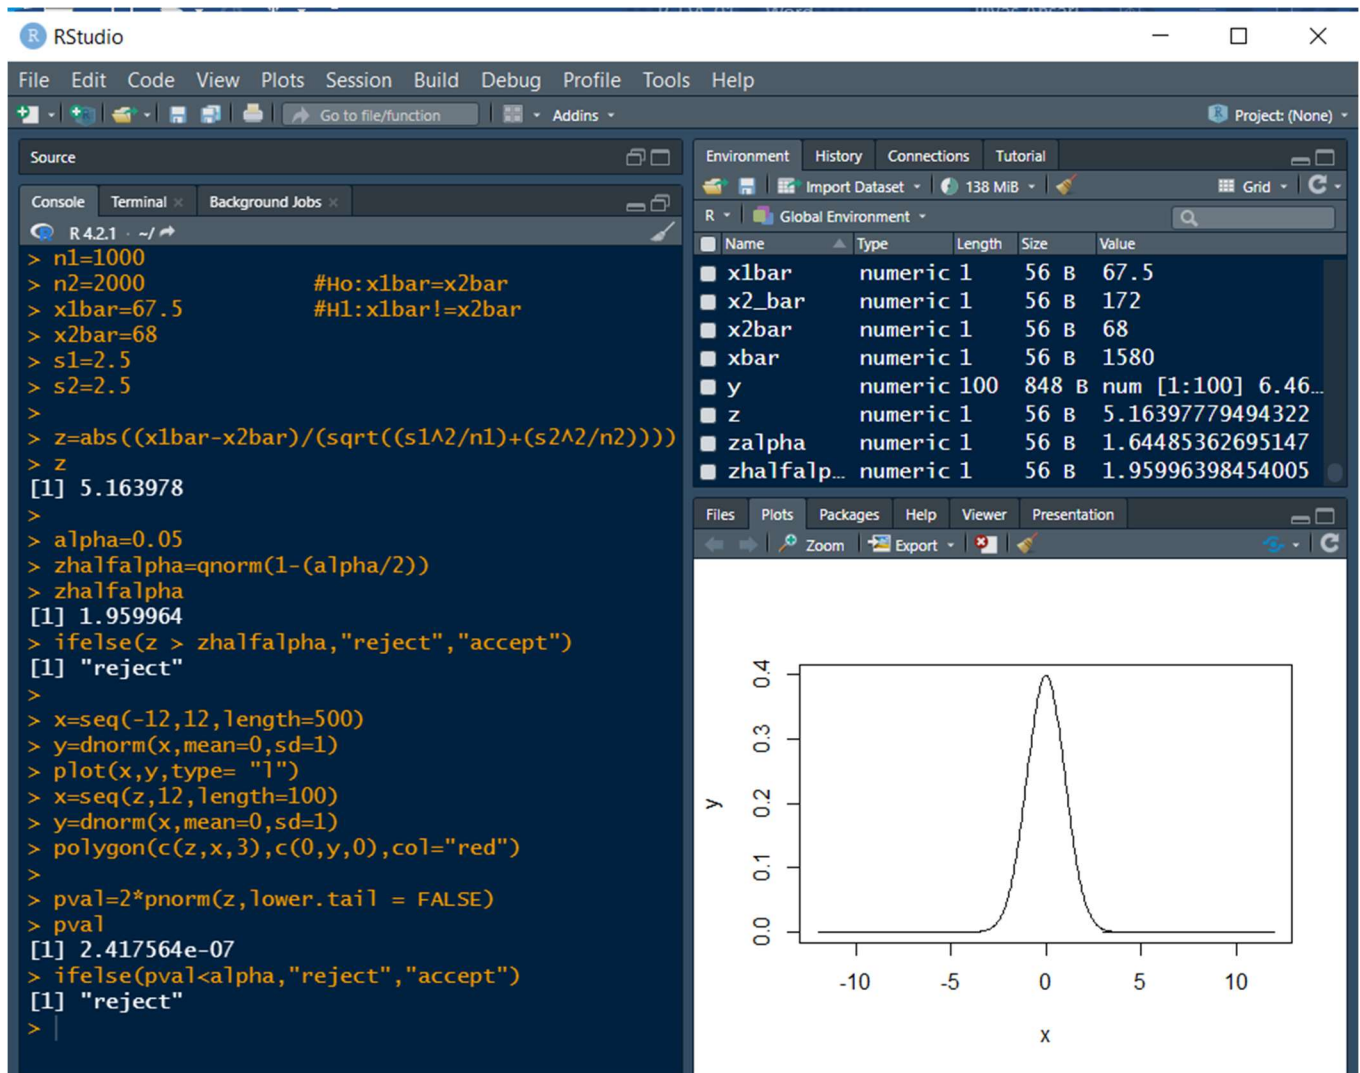 RStudio
File Edit Code View Plots Session Build Debug Profile Tools Help
Go to file/function Addins Project: (None)
Source
Console Terminal Background Jobs
R 4.2.1 · ~/
> n1=1000
> n2=2000 #Ho:x1bar=x2bar
> x1bar=67.5 #H1:x1bar!=x2bar
> x2bar=68
> s1=2.5
> s2=2.5
>
> z=abs((x1bar-x2bar)/(sqrt((s1^2/n1)+(s2^2/n2))))
> z
[1] 5.163978
>
> alpha=0.05
> zhalfalpha=qnorm(1-(alpha/2))
> zhalfalpha
[1] 1.959964
> ifelse(z > zhalfalpha,"reject","accept")
[1] "reject"
>
> x=seq(-12,12,length=500)
> y=dnorm(x,mean=0,sd=1)
> plot(x,y,type= "l")
> x=seq(z,12,length=100)
> y=dnorm(x,mean=0,sd=1)
> polygon(c(z,x,3),c(0,y,0),col="red")
>
> pval=2*pnorm(z,lower.tail = FALSE)
> pval
[1] 2.417564e-07
> ifelse(pval<alpha,"reject","accept")
[1] "reject"
>
Environment History Connections Tutorial
Import Dataset 138 MiB Grid
R Global Environment
Name Type Length Size Value
x1bar numeric 1 56 B 67.5
x2_bar numeric 1 56 B 172
x2bar numeric 1 56 B 68
xbar numeric 1 56 B 1580
y numeric 100 848 B num [1:100] 6.46...
z numeric 1 56 B 5.16397779494322
zalpha numeric 1 56 B 1.64485362695147
zhalfalp... numeric 1 56 B 1.95996398454005
Files Plots Packages Help Viewer Presentation
Zoom Export
0.4
0.3
0.2
0.1
0.0
y
-10 -5 0 5 10
x